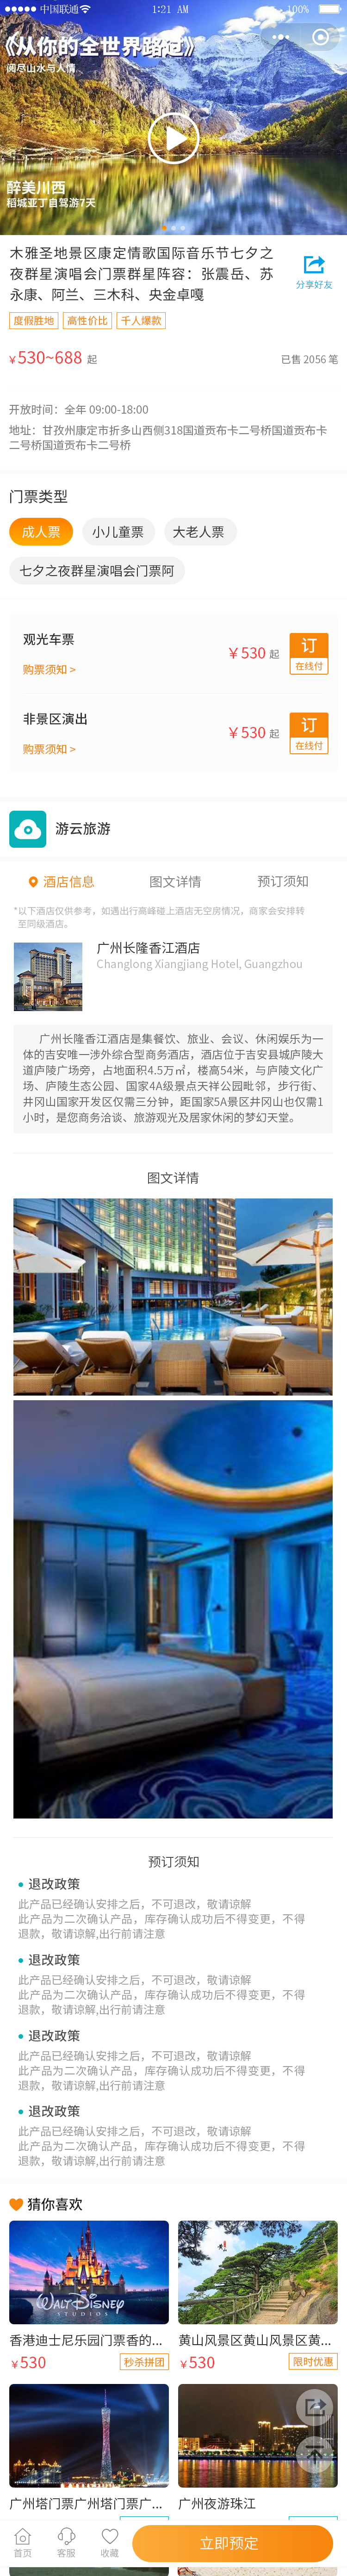 中国联通
1:21 AM
100%
《从你的全世界路过》
阅尽山水与人情
醉美川西
稻城亚丁自驾游7天
木雅圣地景区康定情歌国际音乐节七夕之
夜群星演唱会门票群星阵容：张震岳、苏
永康、阿兰、三木科、央金卓嘎
分享好友
度假胜地 高性价比 千人爆款
¥530~688 起
已售 2056 笔
开放时间：全年 09:00-18:00
地址：甘孜州康定市折多山西侧318国道贡布卡二号桥国道贡布卡
二号桥国道贡布卡二号桥
门票类型
成人票 小儿童票 大老人票
七夕之夜群星演唱会门票阿
观光车票
购票须知 >
¥530 起
订
在线付
非景区演出
购票须知 >
¥530 起
订
在线付
游云旅游
酒店信息 图文详情 预订须知
*以下酒店仅供参考，如遇出行高峰碰上酒店无空房情况，商家会安排转
至同级酒店。
广州长隆香江酒店
Changlong Xiangjiang Hotel, Guangzhou
广州长隆香江酒店是集餐饮、旅业、会议、休闲娱乐为一
体的吉安唯一涉外综合型商务酒店，酒店位于吉安县城庐陵大
道庐陵广场旁，占地面积4.5万㎡，楼高54米，与庐陵文化广
场、庐陵生态公园、国家4A级景点天祥公园毗邻，步行街、
井冈山国家开发区仅需三分钟，距国家5A景区井冈山也仅需1
小时，是您商务洽谈、旅游观光及居家休闲的梦幻天堂。
图文详情
预订须知
退改政策
此产品已经确认安排之后，不可退改，敬请谅解
此产品为二次确认产品，库存确认成功后不得变更，不得
退款，敬请谅解,出行前请注意
退改政策
此产品已经确认安排之后，不可退改，敬请谅解
此产品为二次确认产品，库存确认成功后不得变更，不得
退款，敬请谅解,出行前请注意
退改政策
此产品已经确认安排之后，不可退改，敬请谅解
此产品为二次确认产品，库存确认成功后不得变更，不得
退款，敬请谅解,出行前请注意
退改政策
此产品已经确认安排之后，不可退改，敬请谅解
此产品为二次确认产品，库存确认成功后不得变更，不得
退款，敬请谅解,出行前请注意
猜你喜欢
WALT DISNEY
STUDIOS
香港迪士尼乐园门票香的...
¥530
秒杀拼团
黄山风景区黄山风景区黄...
¥530
限时优惠
广州塔门票广州塔门票广...
广州夜游珠江
首页 客服 收藏
立即预定